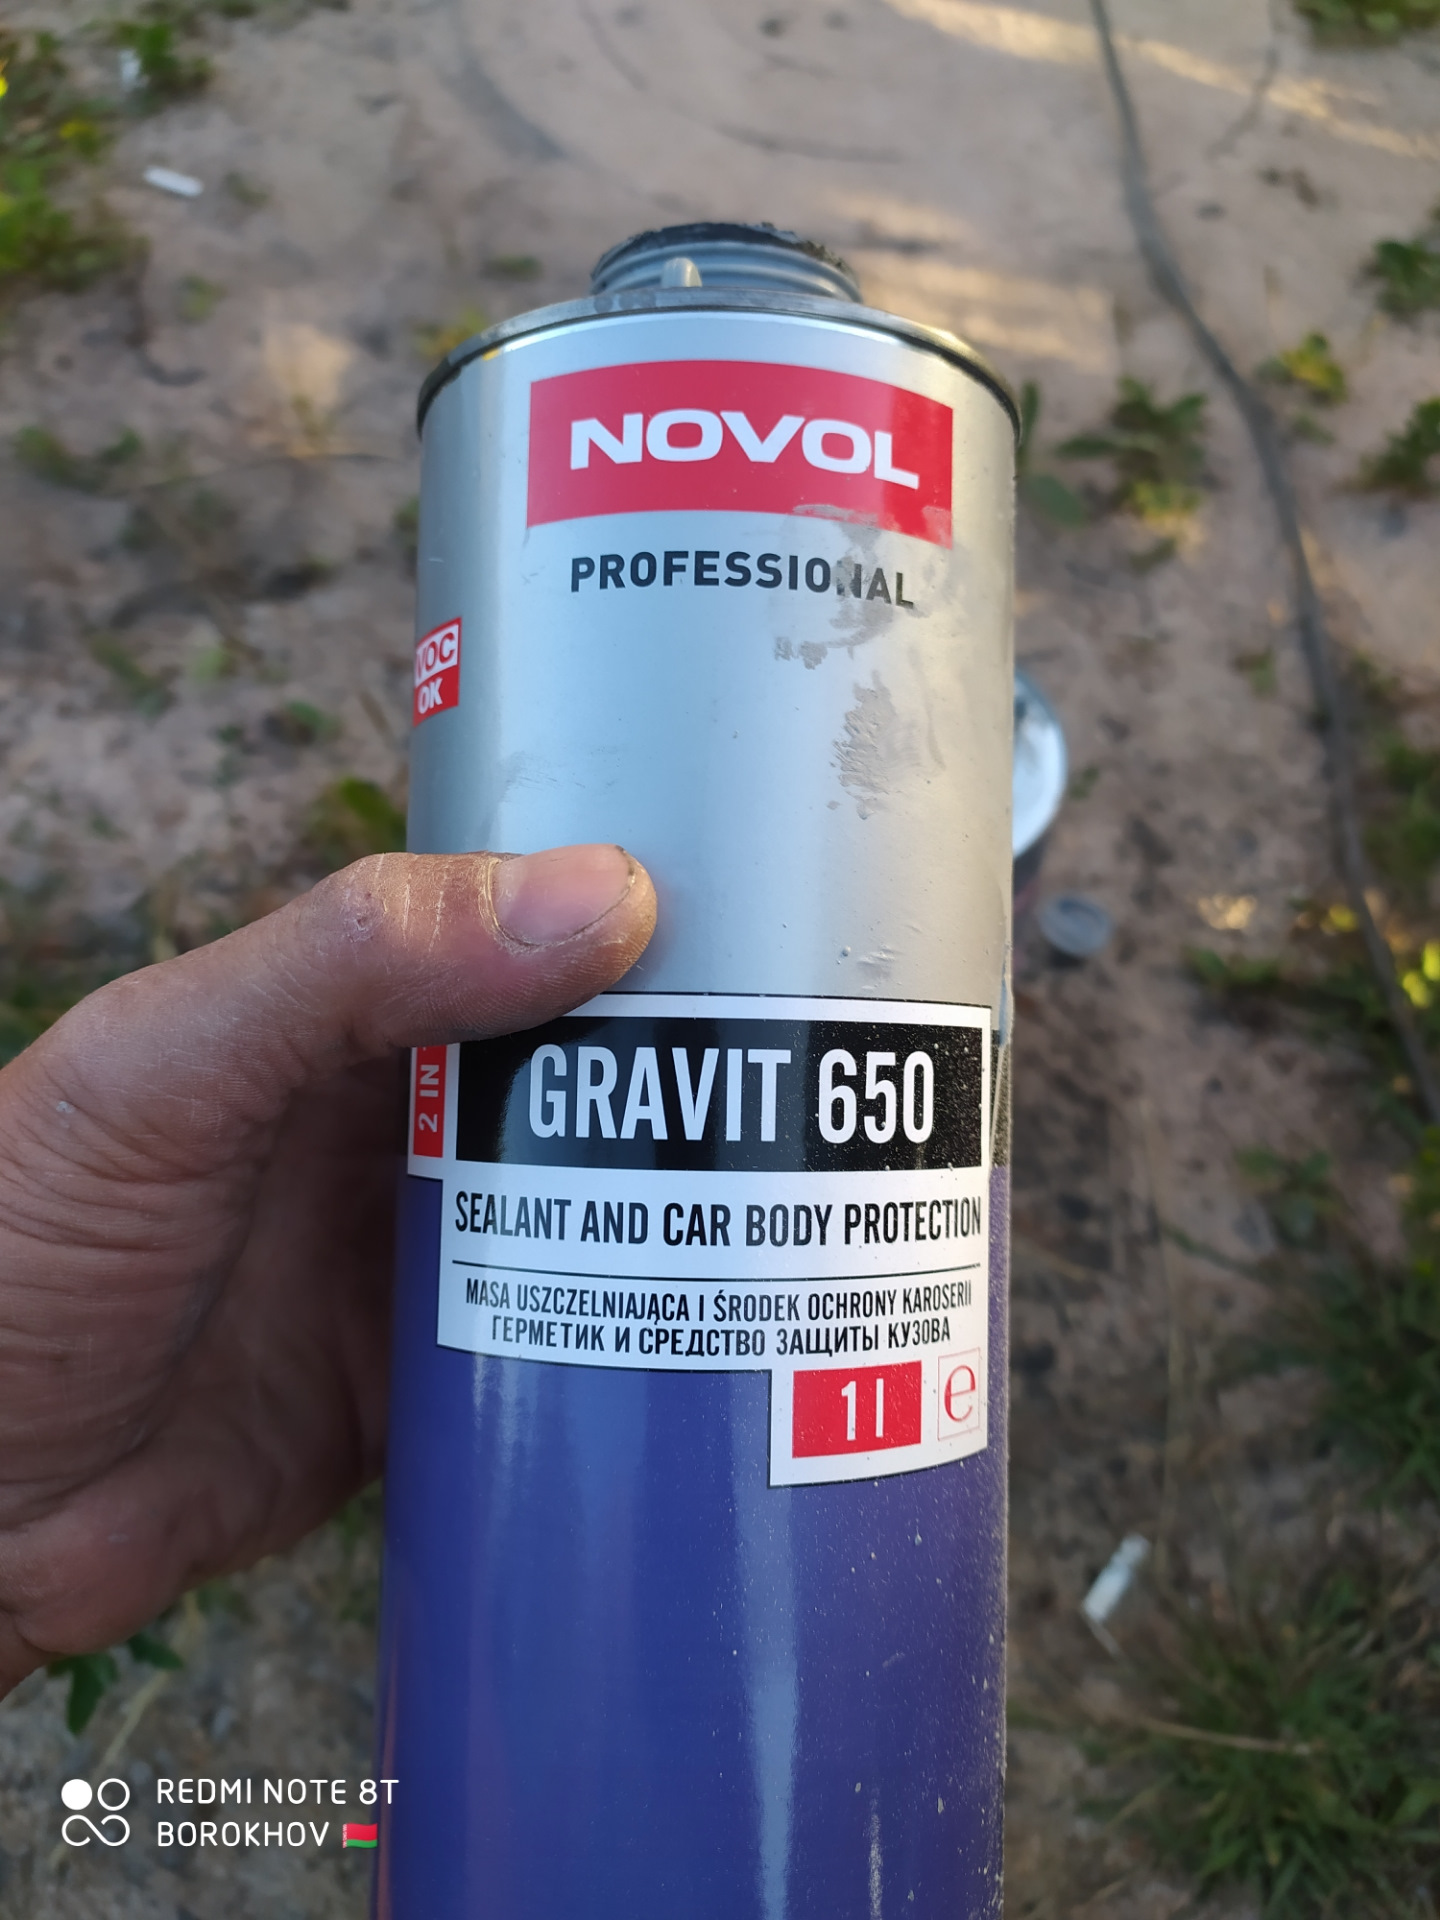 NOVOL
PROFESSIONAL
VOC
OK
2 IN
GRAVIT 650
SEALANT AND CAR BODY PROTECTION
MASA USZCZELNIAJĄCA I ŚRODEK OCHRONY KAROSERII
ГЕРМЕТИК И СРЕДСТВО ЗАЩИТЫ КУЗОВА
1 l e
REDMI NOTE 8T
BOROKHOV 🇧🇾